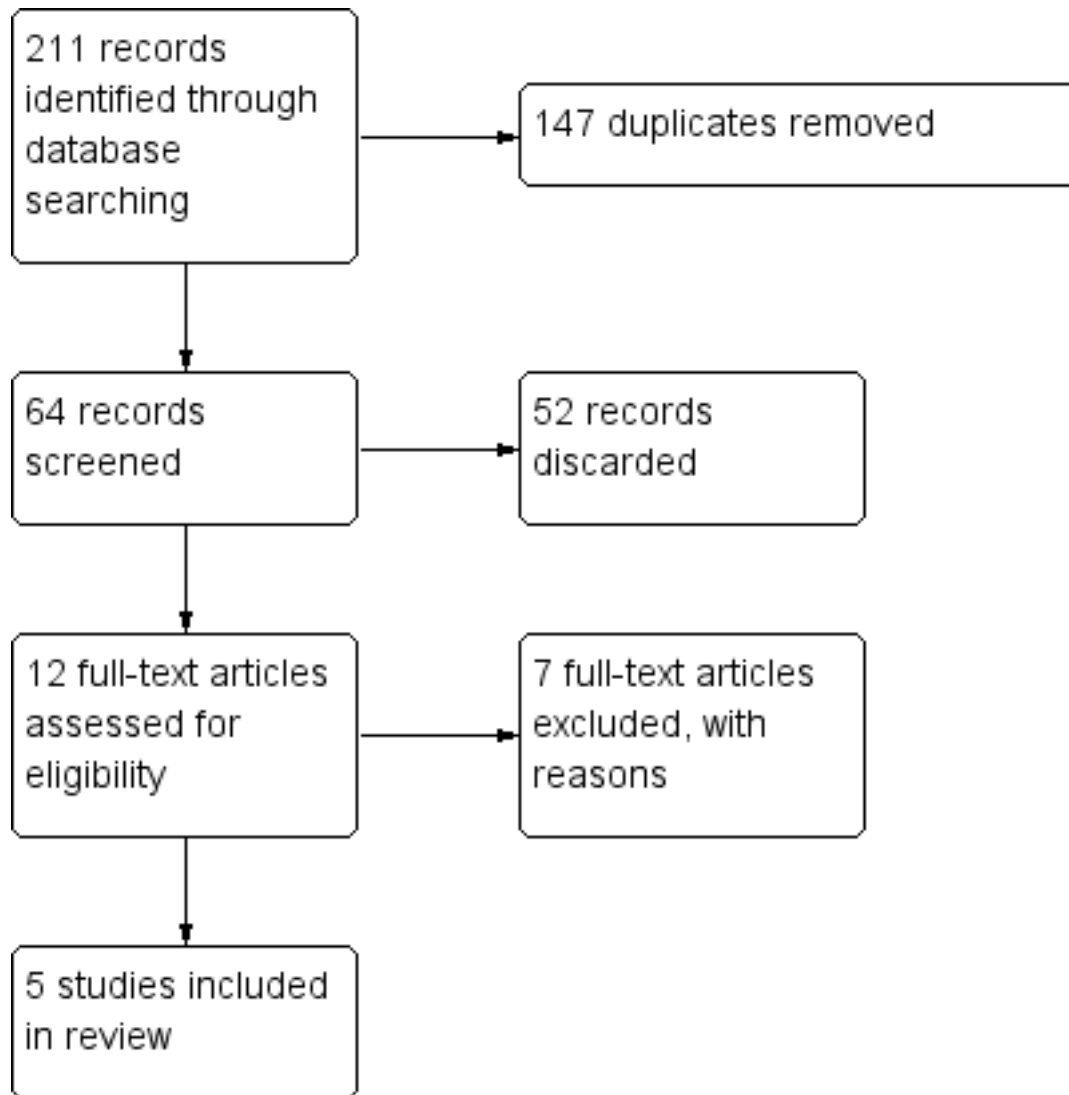 211 records
identified through
database
searching
147 duplicates removed
64 records
screened
52 records
discarded
12 full-text articles
assessed for
eligibility
7 full-text articles
excluded, with
reasons
5 studies included
in review